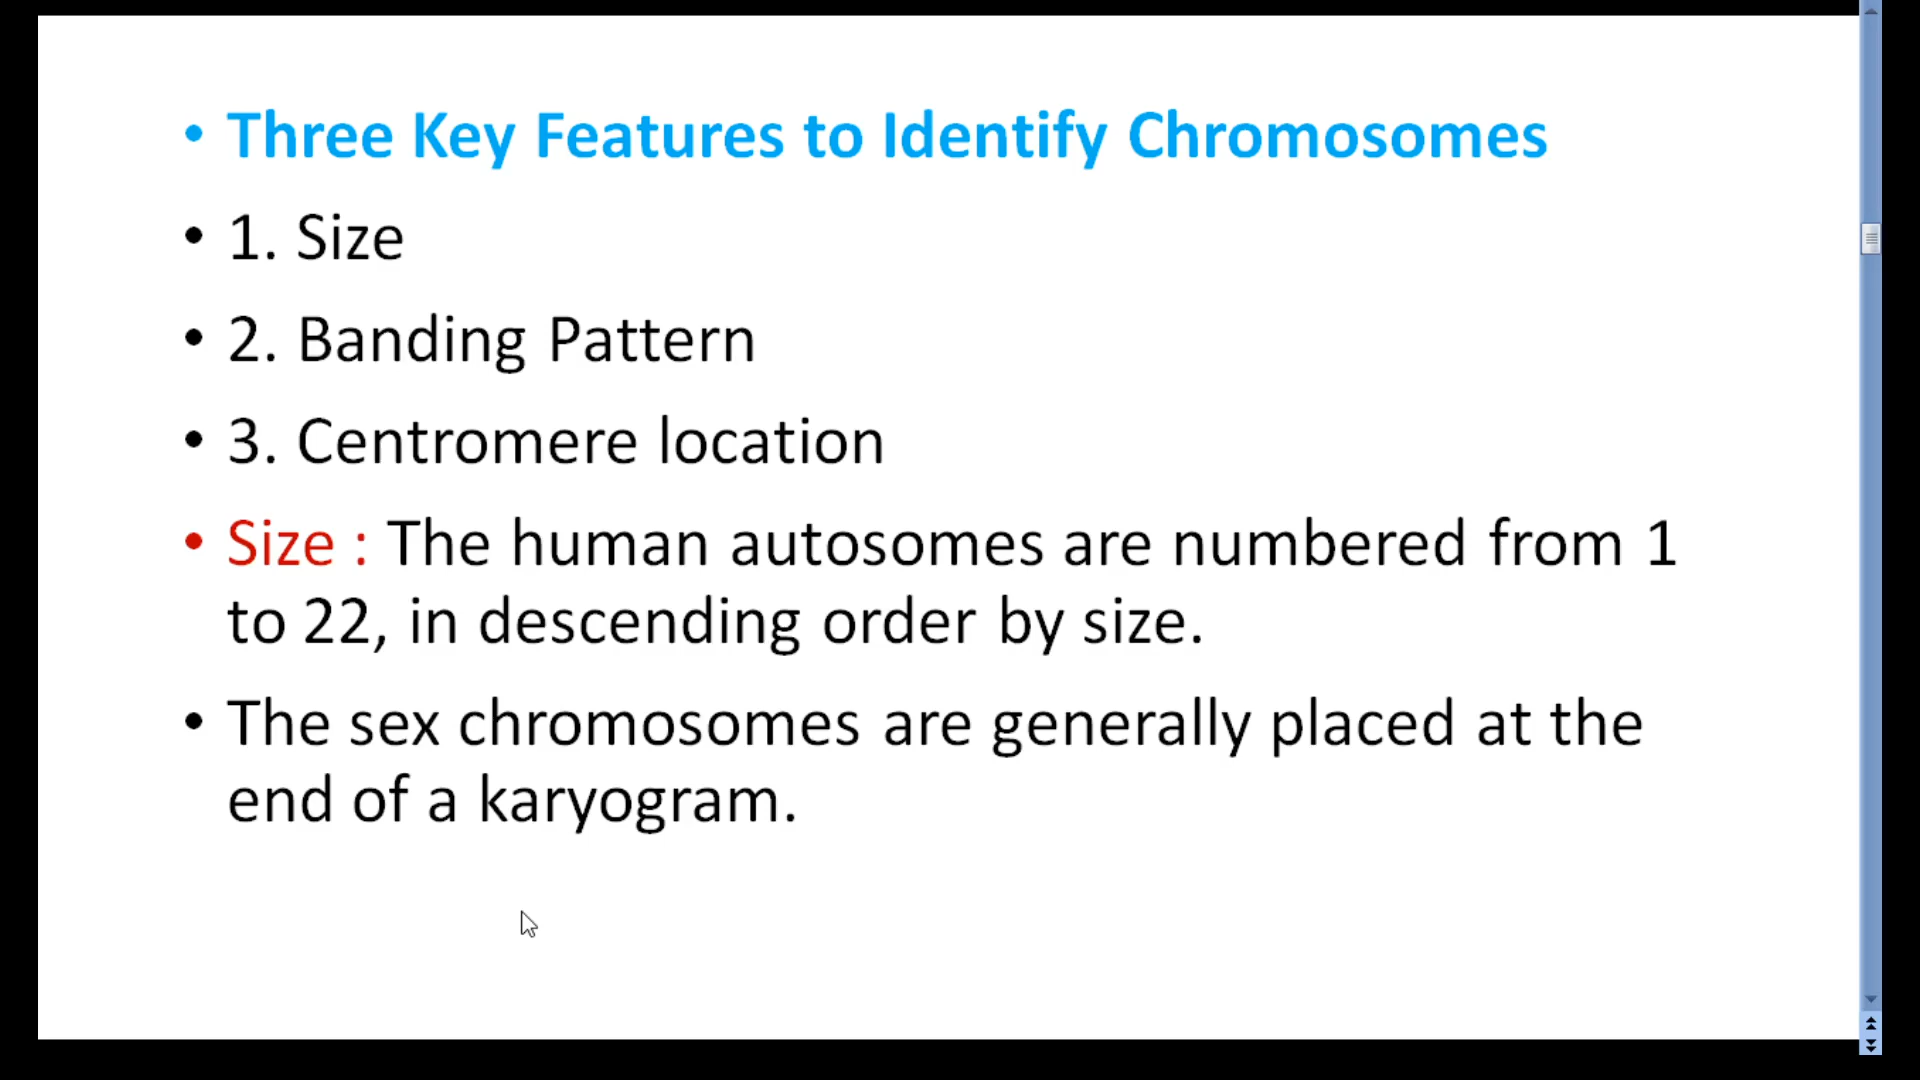 • Three Key Features to Identify Chromosomes
• 1. Size
• 2. Banding Pattern
• 3. Centromere location
• Size : The human autosomes are numbered from 1
to 22, in descending order by size.
• The sex chromosomes are generally placed at the
end of a karyogram.